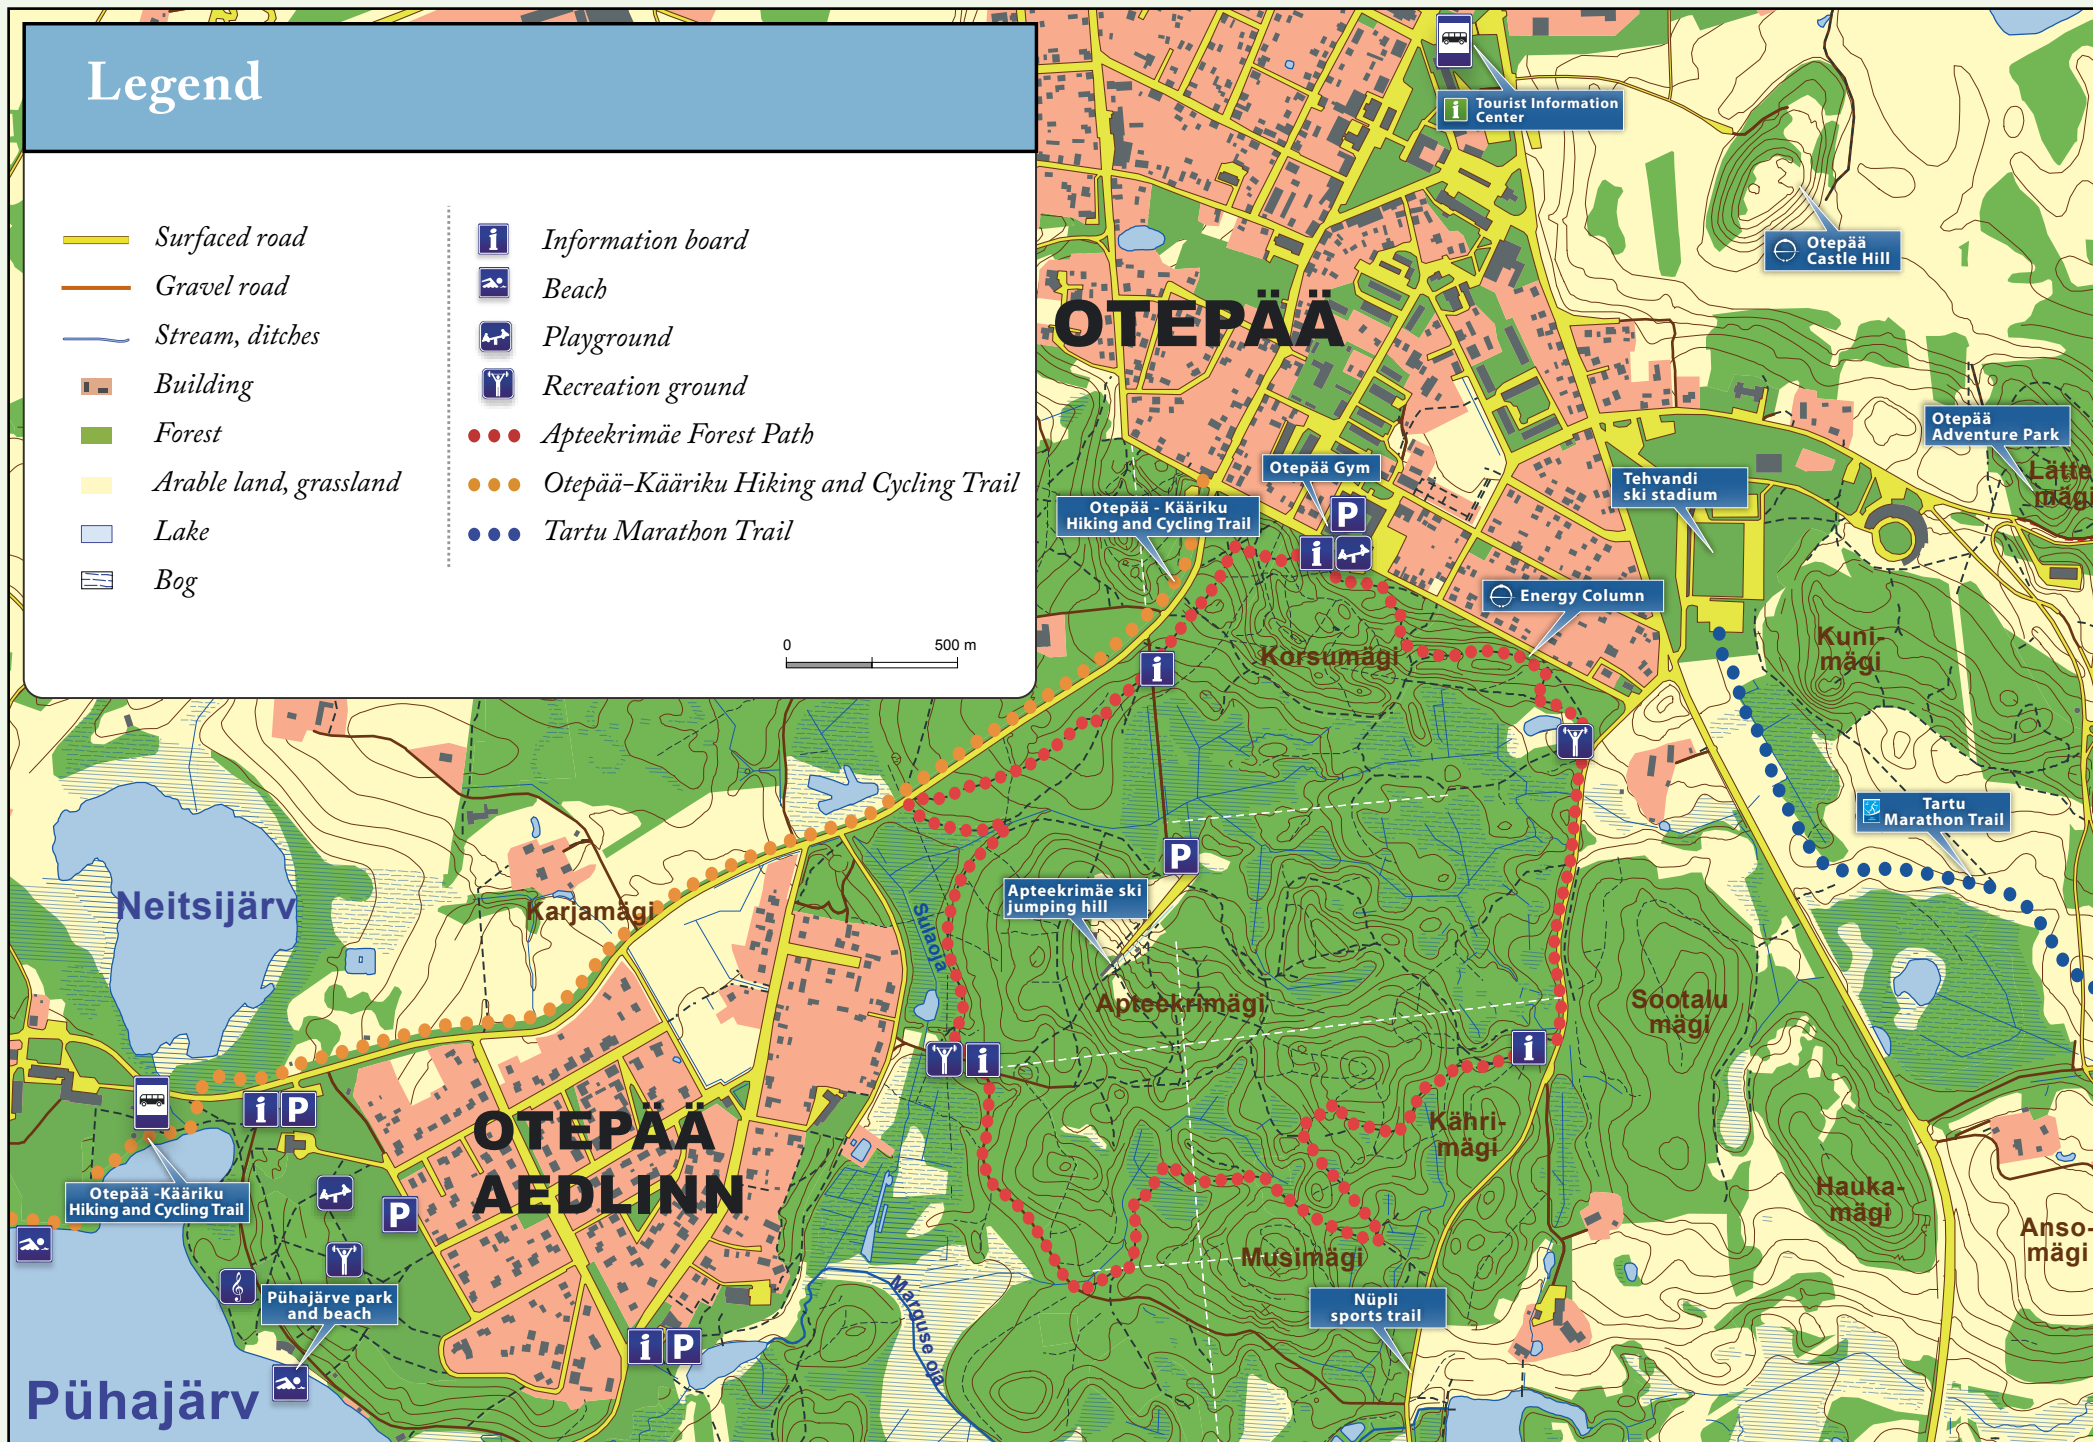 Legend
Surfaced road
Gravel road
Stream, ditches
Building
Forest
Arable land, grassland
Lake
Bog
i Information board
Beach
Playground
Recreation ground
Apteekrimäe Forest Path
Otepää-Kääriku Hiking and Cycling Trail
Tartu Marathon Trail
0 500 m
i Tourist Information
Center
Otepää
Castle Hill
OTEPÄÄ
Otepää
Adventure Park
Lätte
mägi
Otepää Gym
Tehvandi
ski stadium
Otepää - Kääriku
Hiking and Cycling Trail
P
i
Energy Column
Korsumägi
Kuni-
mägi
i
Tartu
Marathon Trail
Neitsijärv
Karjamägi
P
Apteekrimäe ski
jumping hill
Sulaoja
Apteekrimägi
Sootalu
mägi
i
i
i P
OTEPÄÄ
AEDLINN
Kähri-
mägi
Otepää -Kääriku
Hiking and Cycling Trail
P
Hauka-
mägi
Anso-
mägi
Musimägi
Pühajärve park
and beach
Nüpli
sports trail
Marguse oja
i P
Pühajärv